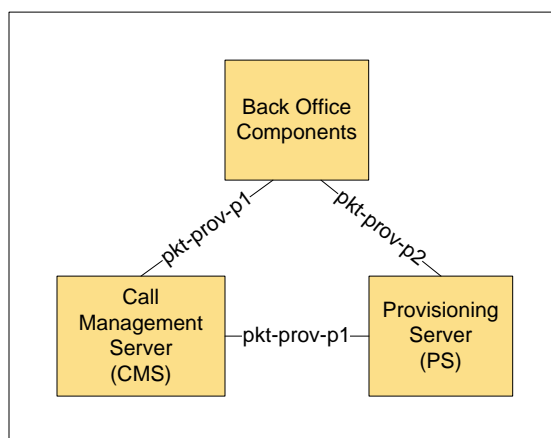 Back Office
Components
pkt-prov-p1
pkt-prov-p2
Call
Management
Server
(CMS)
pkt-prov-p1
Provisioning
Server
(PS)